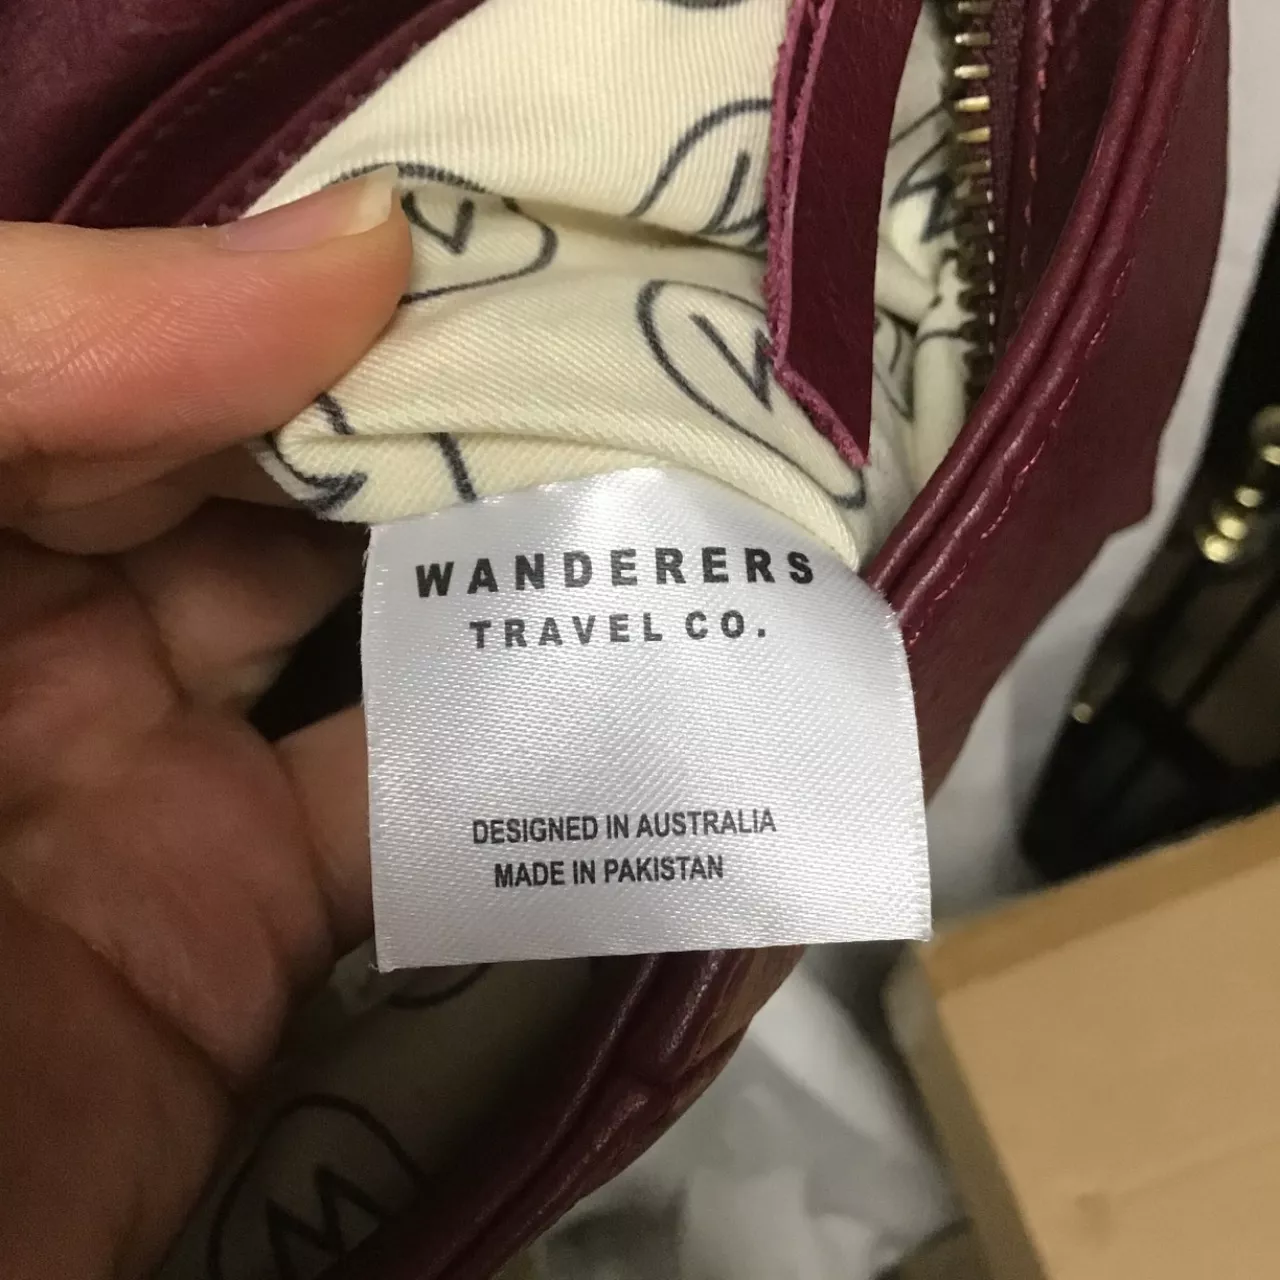 WANDERERS
TRAVEL CO.
DESIGNED IN AUSTRALIA
MADE IN PAKISTAN
W